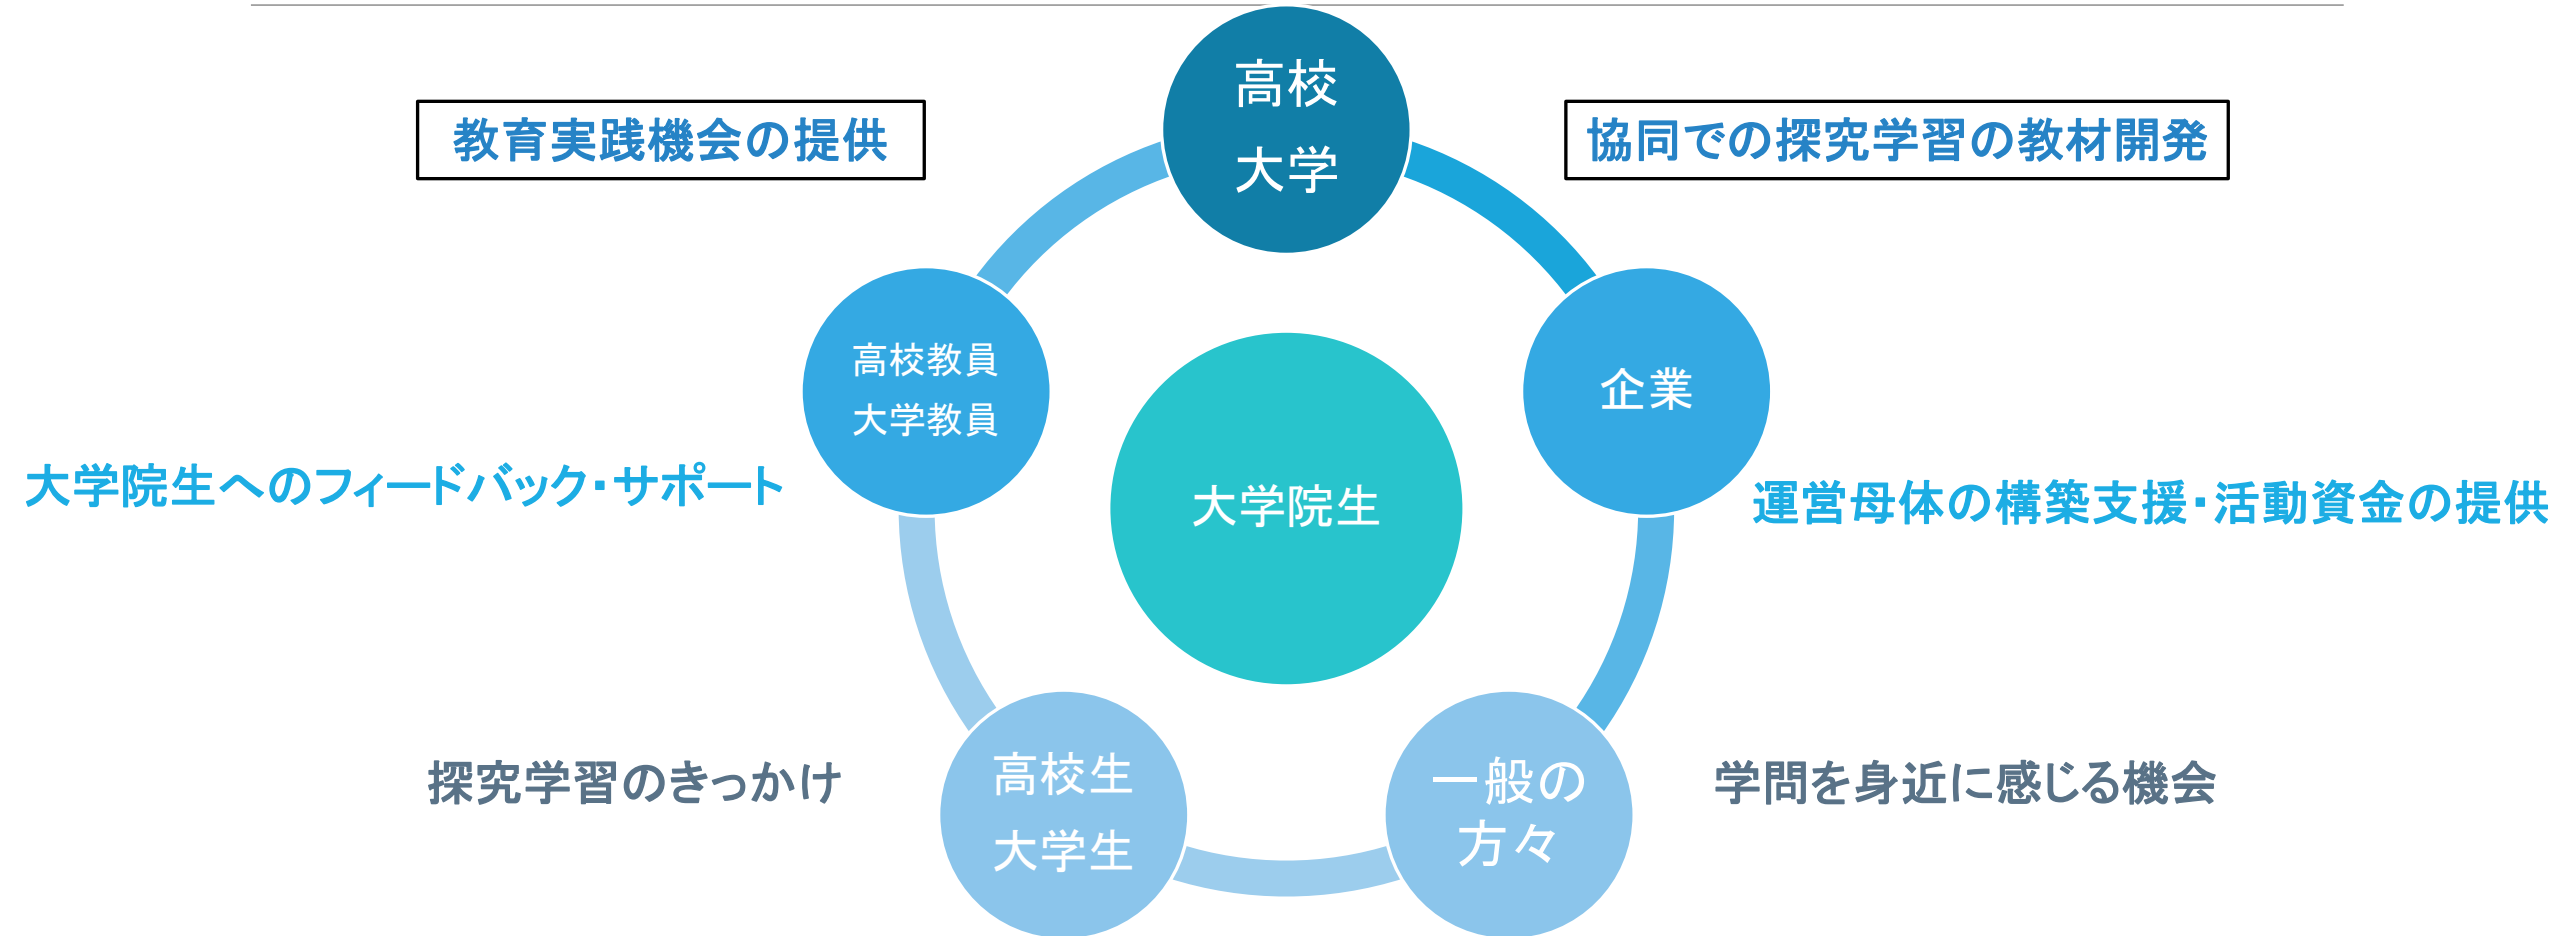 高校
大学
教育実践機会の提供
協同での探究学習の教材開発
高校教員
大学教員
企業
大学院生へのフィードバック・サポート
大学院生
運営母体の構築支援・活動資金の提供
探究学習のきっかけ
高校生
大学生
一般の
方々
学問を身近に感じる機会